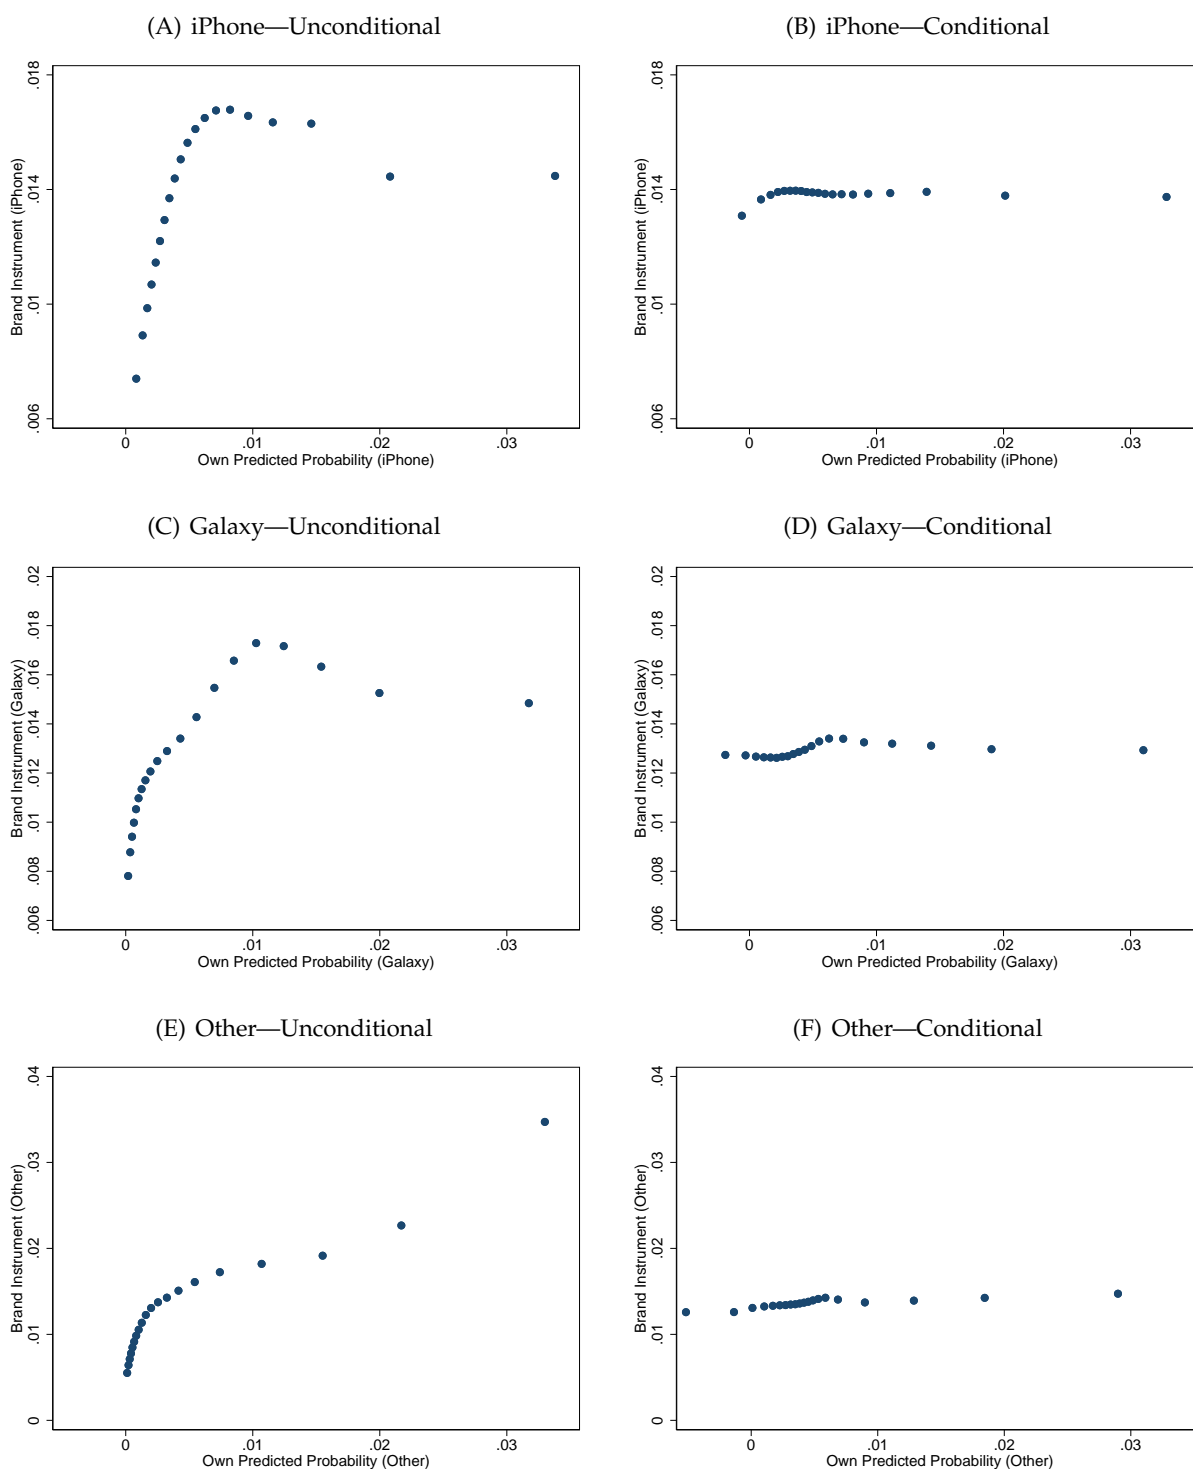 (A) iPhone—Unconditional
.018
.014
.01
.006
Brand Instrument (iPhone)
0 .01 .02 .03
Own Predicted Probability (iPhone)
(B) iPhone—Conditional
.018
.014
.01
.006
Brand Instrument (iPhone)
0 .01 .02 .03
Own Predicted Probability (iPhone)
(C) Galaxy—Unconditional
.02
.018
.016
.014
.012
.01
.008
.006
Brand Instrument (Galaxy)
0 .01 .02 .03
Own Predicted Probability (Galaxy)
(D) Galaxy—Conditional
.02
.018
.016
.014
.012
.01
.008
.006
Brand Instrument (Galaxy)
0 .01 .02 .03
Own Predicted Probability (Galaxy)
(E) Other—Unconditional
.04
.03
.02
.01
0
Brand Instrument (Other)
0 .01 .02 .03
Own Predicted Probability (Other)
(F) Other—Conditional
.04
.03
.02
.01
0
Brand Instrument (Other)
0 .01 .02 .03
Own Predicted Probability (Other)